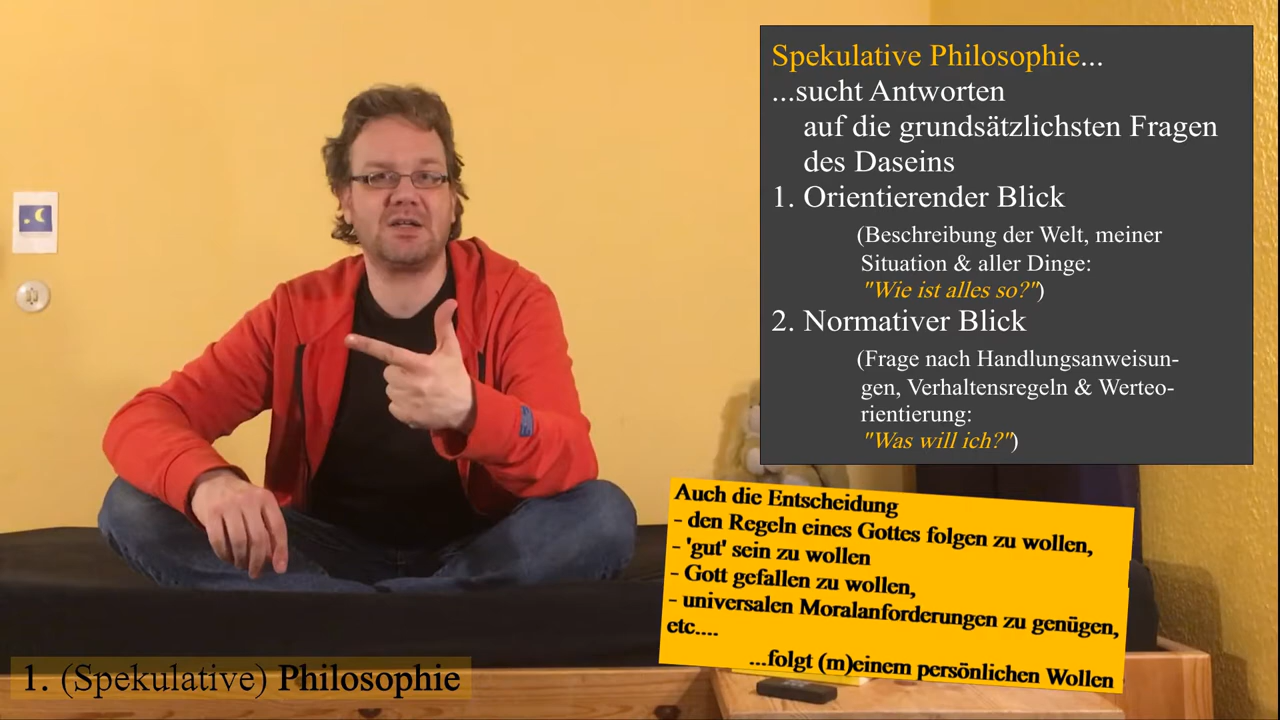 Spekulative Philosophie...
...sucht Antworten
auf die grundsätzlichsten Fragen
des Daseins
1. Orientierender Blick
(Beschreibung der Welt, meiner
Situation & aller Dinge:
"Wie ist alles so?")
2. Normativer Blick
(Frage nach Handlungsanweisun-
gen, Verhaltensregeln & Werteo-
rientierung:
"Was will ich?")
Auch die Entscheidung
- den Regeln eines Gottes folgen zu wollen,
- 'gut' sein zu wollen
- Gott gefallen zu wollen,
- universalen Moralanforderungen zu genügen,
etc....
...folgt (m)einem persönlichen Wollen
1. (Spekulative) Philosophie